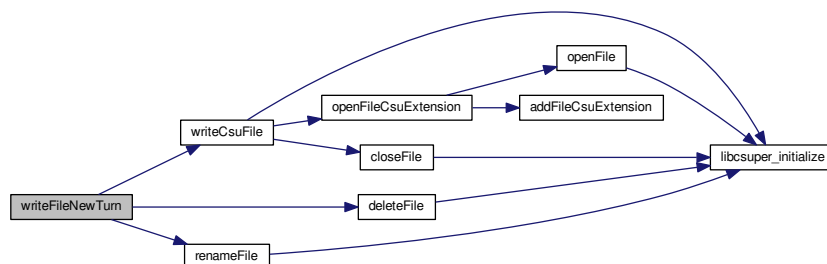 openFile
openFileCsuExtension
addFileCsuExtension
writeCsuFile
closeFile
libcsuper_initialize
writeFileNewTurn
deleteFile
renameFile